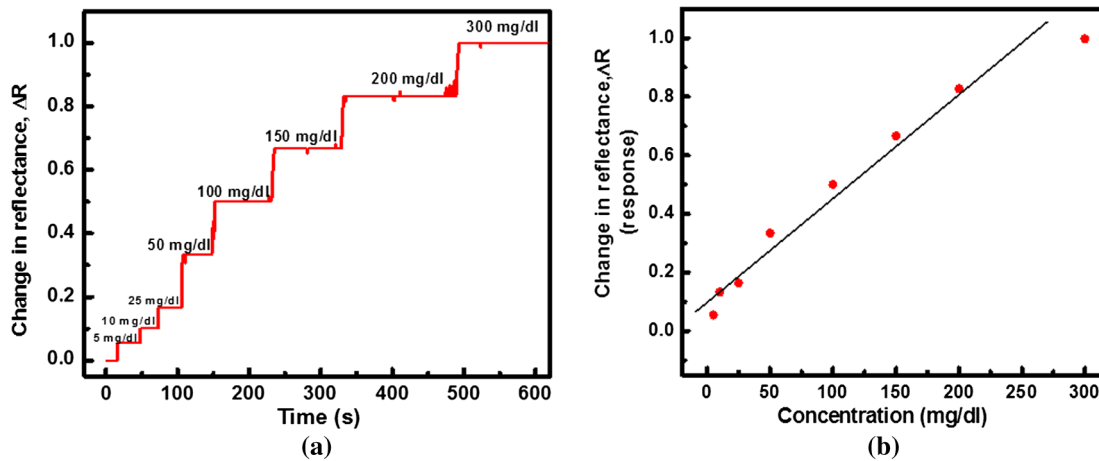 300 mg/dl
200 mg/dl
150 mg/dl
100 mg/dl
50 mg/dl
25 mg/dl
10 mg/dl
5 mg/dl
Change in reflectance, ΔR
1.0
0.8
0.6
0.4
0.2
0.0
0 100 200 300 400 500 600
Time (s)
(a)
Change in reflectance,ΔR
(response)
1.0
0.8
0.6
0.4
0.2
0.0
0 50 100 150 200 250 300
Concentration (mg/dl)
(b)